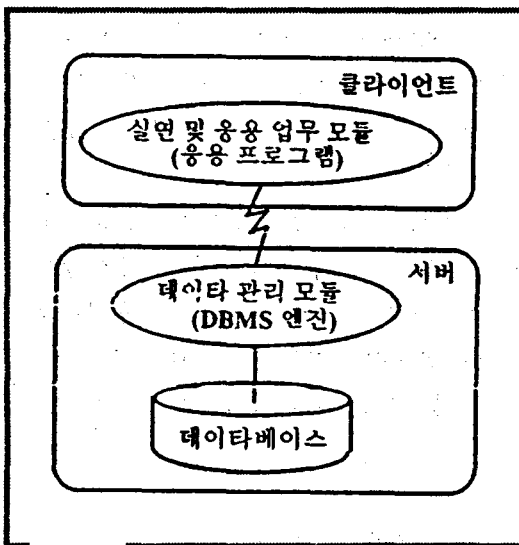 클라이언트
실연 및 응용 업무 모듈
(응용 프로그램)
서버
데이타 관리 모듈
(DBMS 엔진)
데이타베이스